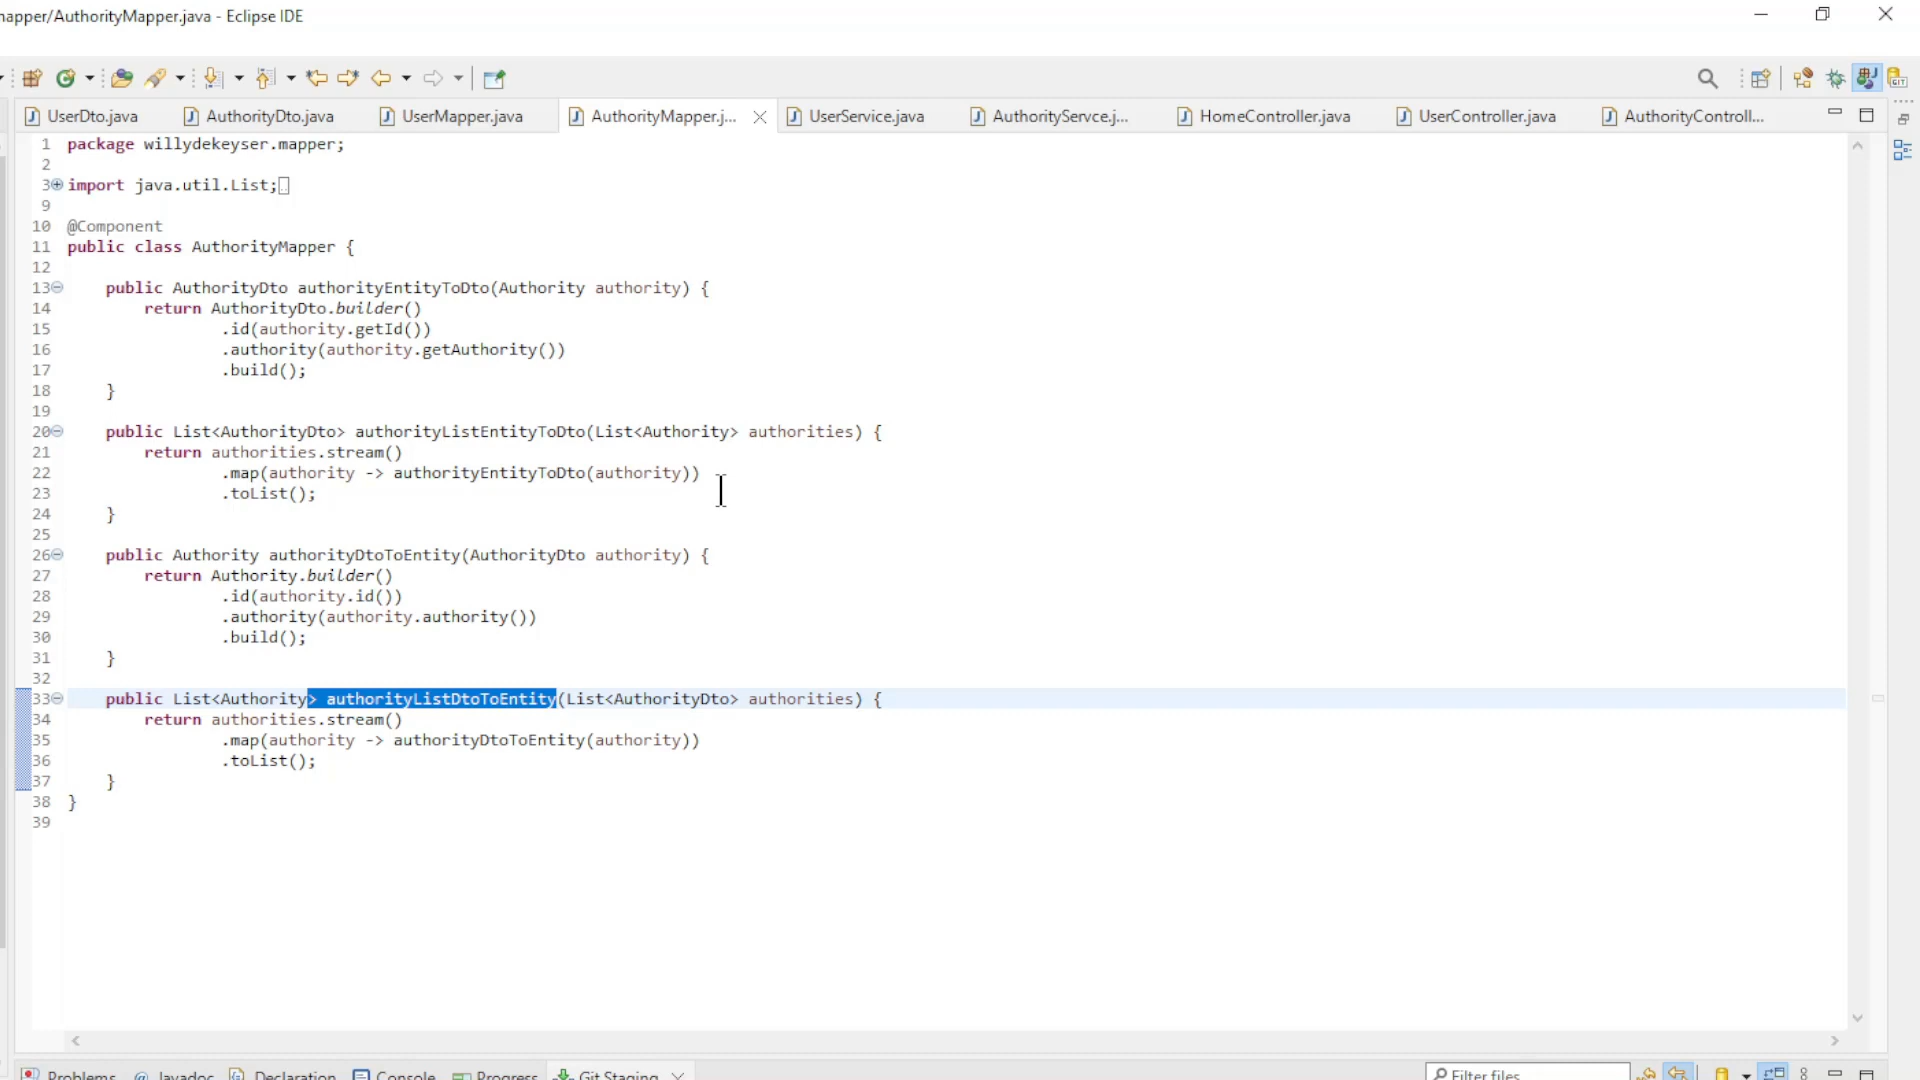 mapper/AuthorityMapper.java - Eclipse IDE
UserDto.java AuthorityDto.java UserMapper.java AuthorityMapper.j... UserService.java AuthorityServce.j... HomeController.java UserController.java AuthorityControll...
1 package willydekeyser.mapper;
2
3 import java.util.List;
9
10 @Component
11 public class AuthorityMapper {
12
13 public AuthorityDto authorityEntityToDto(Authority authority) {
14 return AuthorityDto.builder()
15 .id(authority.getId())
16 .authority(authority.getAuthority())
17 .build();
18 }
19
20 public List<AuthorityDto> authorityListEntityToDto(List<Authority> authorities) {
21 return authorities.stream()
22 .map(authority -> authorityEntityToDto(authority))
23 .toList();
24 }
25
26 public Authority authorityDtoToEntity(AuthorityDto authority) {
27 return Authority.builder()
28 .id(authority.id())
29 .authority(authority.authority())
30 .build();
31 }
32
33 public List<Authority> authorityListDtoToEntity(List<AuthorityDto> authorities) {
34 return authorities.stream()
35 .map(authority -> authorityDtoToEntity(authority))
36 .toList();
37 }
38 }
39
Problems @ Javadoc Declaration Console Progress Git Staging Filter files